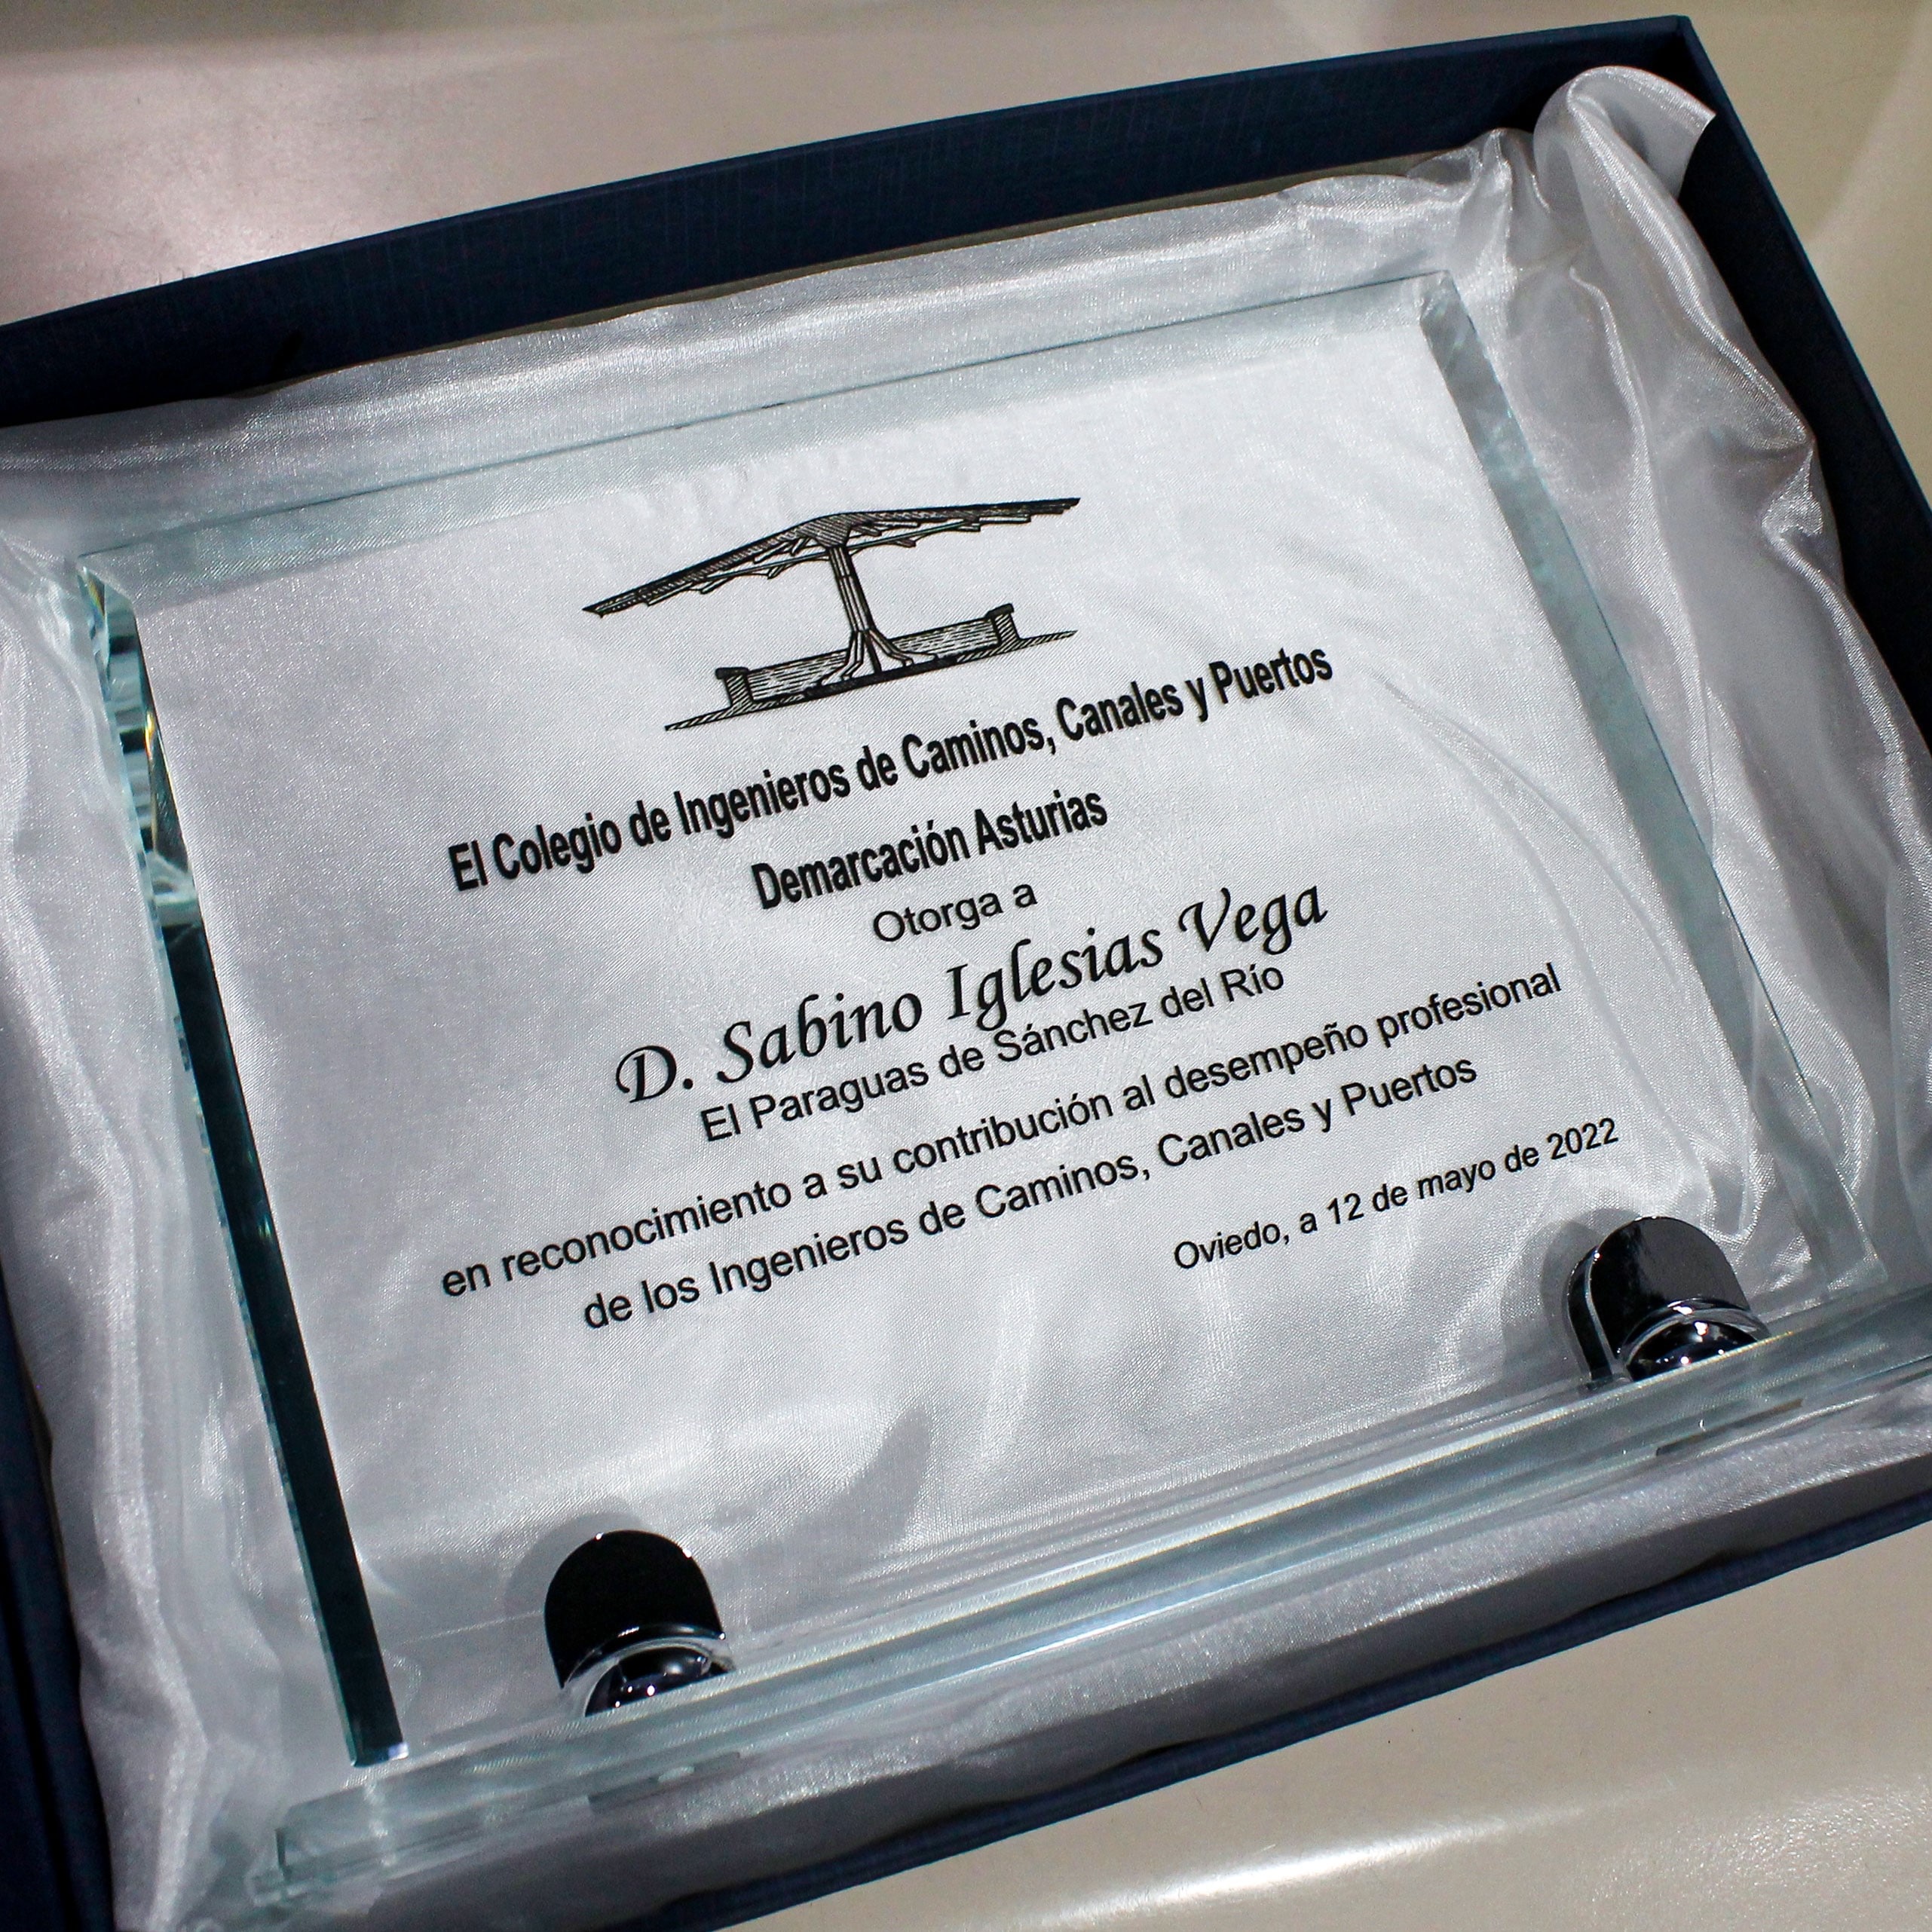 El Colegio de Ingenieros de Caminos, Canales y Puertos
Demarcación Asturias
Otorga a
D. Sabino Iglesias Vega
El Paraguas de Sánchez del Río
en reconocimiento a su contribución al desempeño profesional
de los Ingenieros de Caminos, Canales y Puertos
Oviedo, a 12 de mayo de 2022